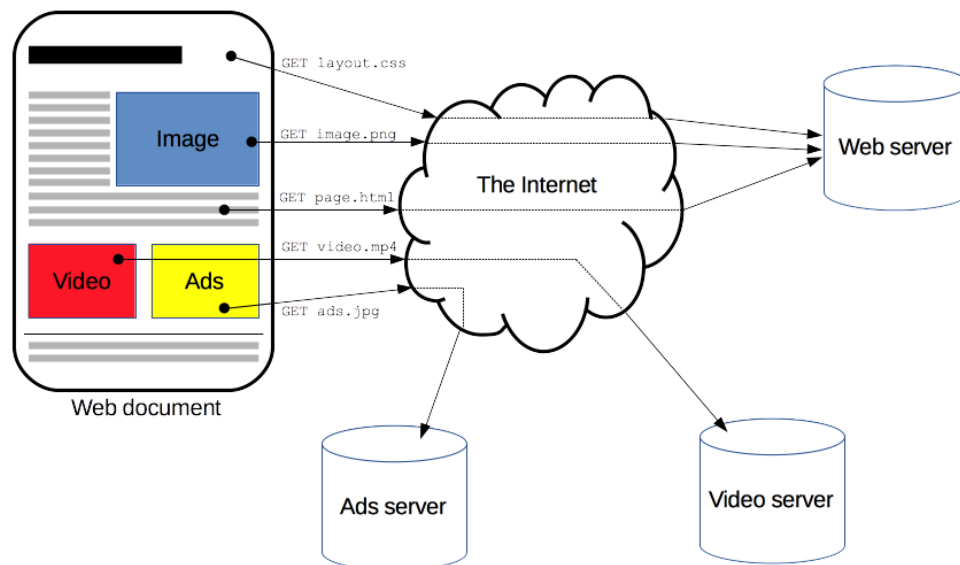 GET layout.css
Image
GET image.png
Web server
The Internet
GET page.html
GET video.mp4
Video
Ads
GET ads.jpg
Web document
Ads server
Video server